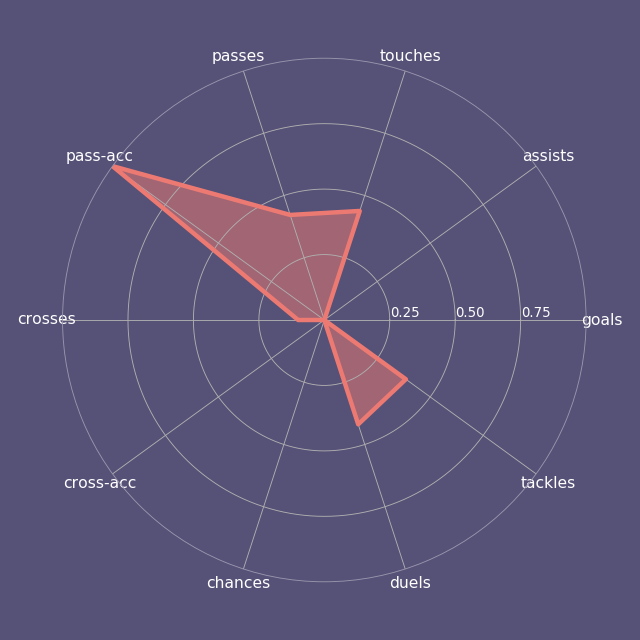 passes
touches
pass-acc
assists
crosses
0.25
0.50
0.75
goals
cross-acc
tackles
chances
duels